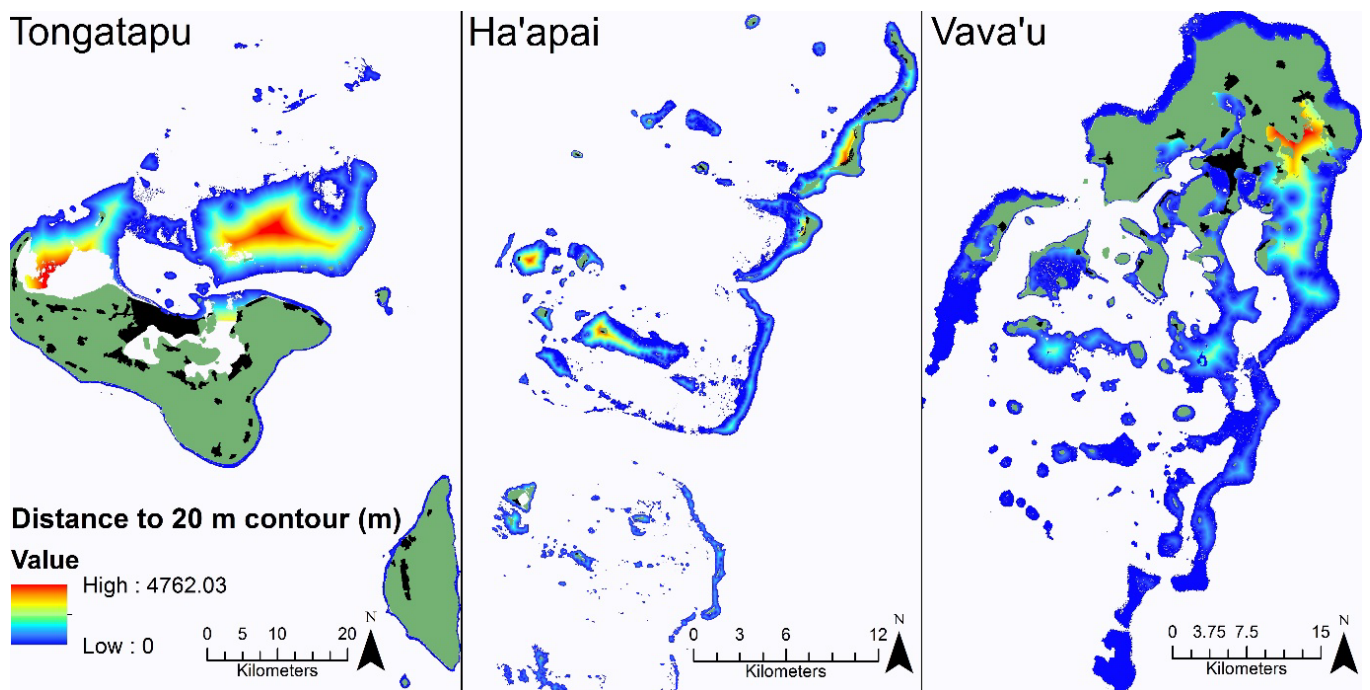 Tongatapu
Ha'apai
Vava'u
Distance to 20 m contour (m)
Value
High : 4762.03
Low : 0
0 5 10 20
Kilometers
N
0 3 6 12
Kilometers
N
0 3.75 7.5 15
Kilometers
N